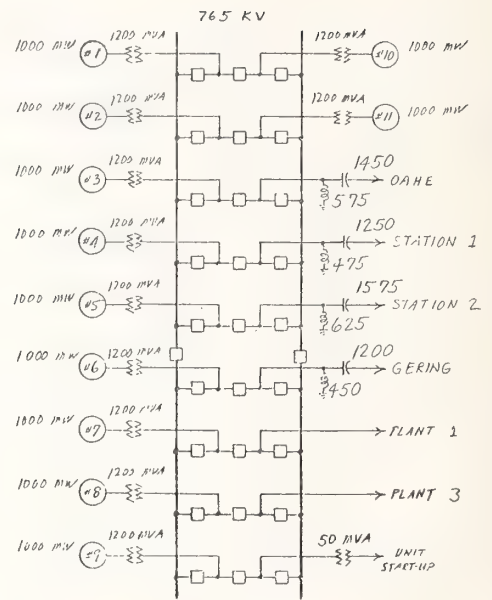 765 KV
1000 MW #1 1200 MVA 1200 MVA #10 1000 MW
1000 MW #2 1200 MVA 1200 MVA #11 1000 MW
1000 MW #3 1200 MVA 1450 575 OAHE
1000 MW #4 1200 MVA 1250 475 STATION 1
1000 MW #5 1200 MVA 1575 625 STATION 2
1000 MW #6 1200 MVA 1200 450 GERING
1000 MW #7 1200 MVA PLANT 1
1000 MW #8 1200 MVA PLANT 3
1000 MW #9 1200 MVA 50 MVA UNIT
START-UP